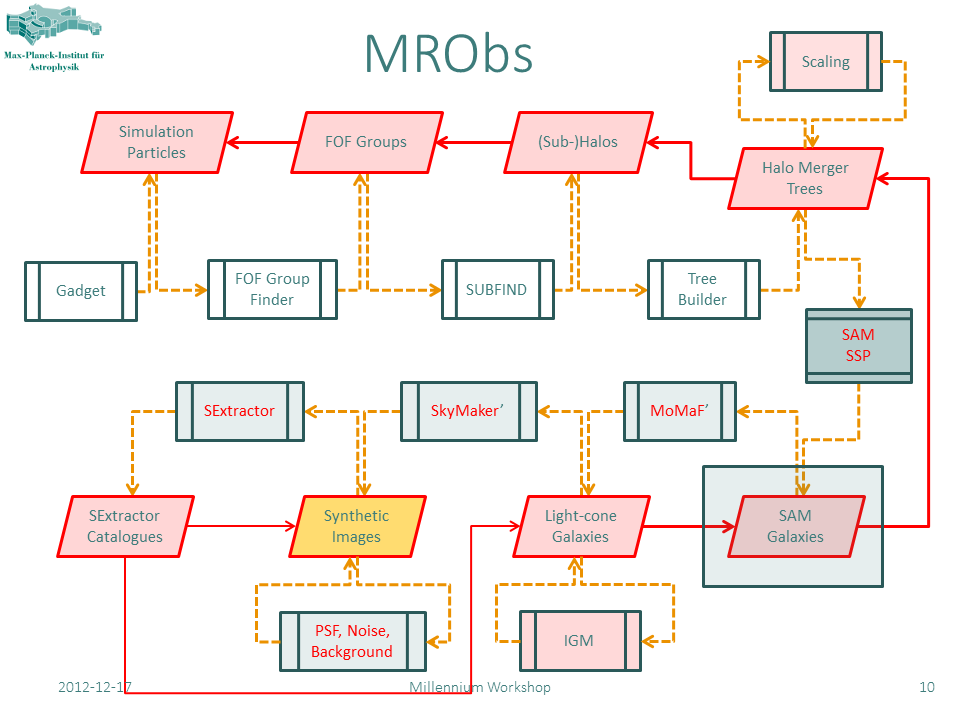 Max-Planck-Institut für
Astrophysik
MRObs
Scaling
Simulation
Particles
FOF Groups
(Sub-)Halos
Halo Merger
Trees
Gadget
FOF Group
Finder
SUBFIND
Tree
Builder
SAM
SSP
SExtractor
SkyMaker’
MoMaF’
SExtractor
Catalogues
Synthetic
Images
Light-cone
Galaxies
SAM
Galaxies
PSF, Noise,
Background
IGM
2012-12-17
Millennium Workshop
10